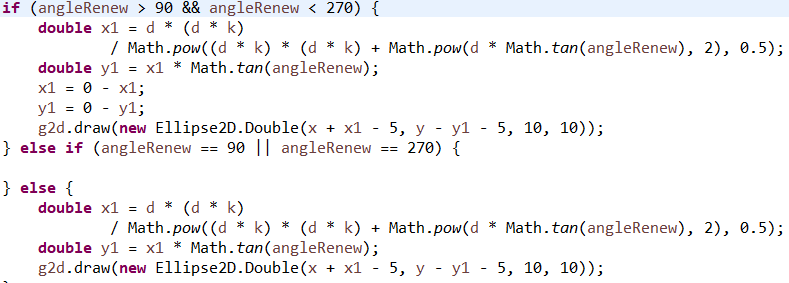 if (angleRenew > 90 && angleRenew < 270) {
double x1 = d * (d * k)
/ Math.pow((d * k) * (d * k) + Math.pow(d * Math.tan(angleRenew), 2), 0.5);
double y1 = x1 * Math.tan(angleRenew);
x1 = 0 - x1;
y1 = 0 - y1;
g2d.draw(new Ellipse2D.Double(x + x1 - 5, y - y1 - 5, 10, 10));
} else if (angleRenew == 90 || angleRenew == 270) {
} else {
double x1 = d * (d * k)
/ Math.pow((d * k) * (d * k) + Math.pow(d * Math.tan(angleRenew), 2), 0.5);
double y1 = x1 * Math.tan(angleRenew);
g2d.draw(new Ellipse2D.Double(x + x1 - 5, y - y1 - 5, 10, 10));